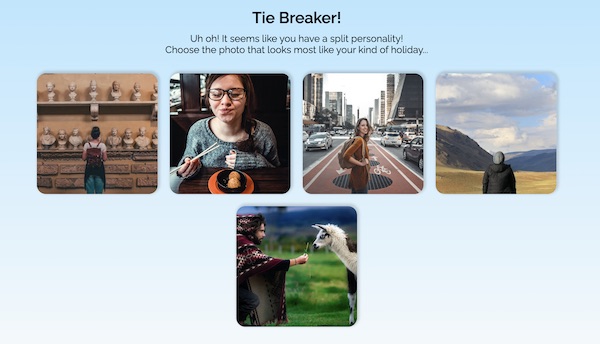 Tie Breaker!
Uh oh! It seems like you have a split personality!
Choose the photo that looks most like your kind of holiday...